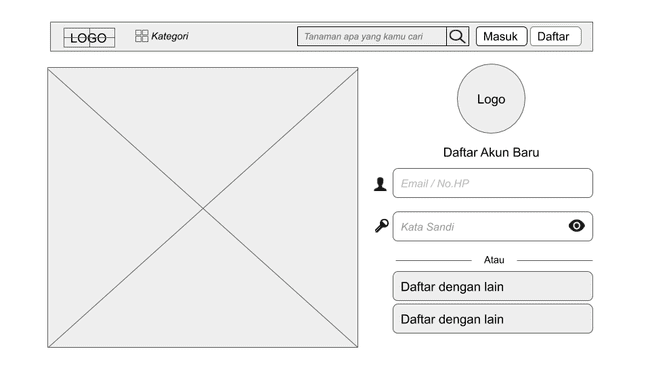 LOGO
Kategori
Tanaman apa yang kamu cari
Masuk
Daftar
Logo
Daftar Akun Baru
Email / No.HP
Kata Sandi
Atau
Daftar dengan lain
Daftar dengan lain